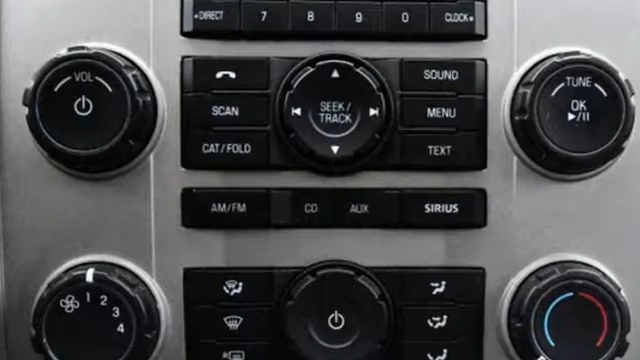 DIRECT 7 8 9 0 CLOCK
VOL
SOUND
TUNE
SCAN
SEEK/
TRACK
MENU
OK
CAT/FOLD
TEXT
AM/FM CD AUX SIRIUS
1 2
3
4